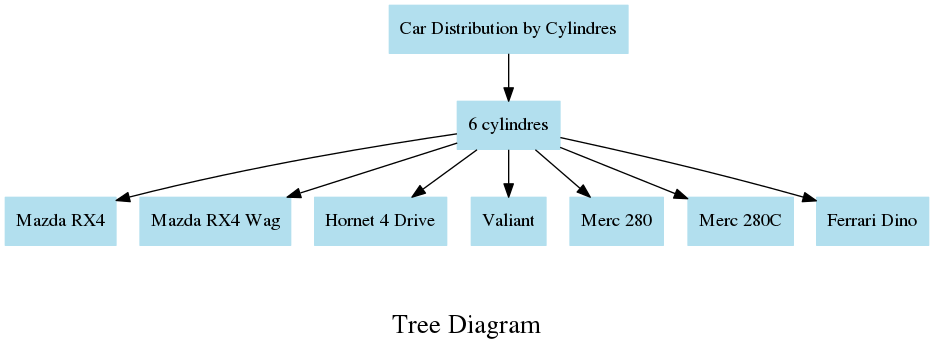 Car Distribution by Cylindres
6 cylindres
Mazda RX4
Mazda RX4 Wag
Hornet 4 Drive
Valiant
Merc 280
Merc 280C
Ferrari Dino
Tree Diagram